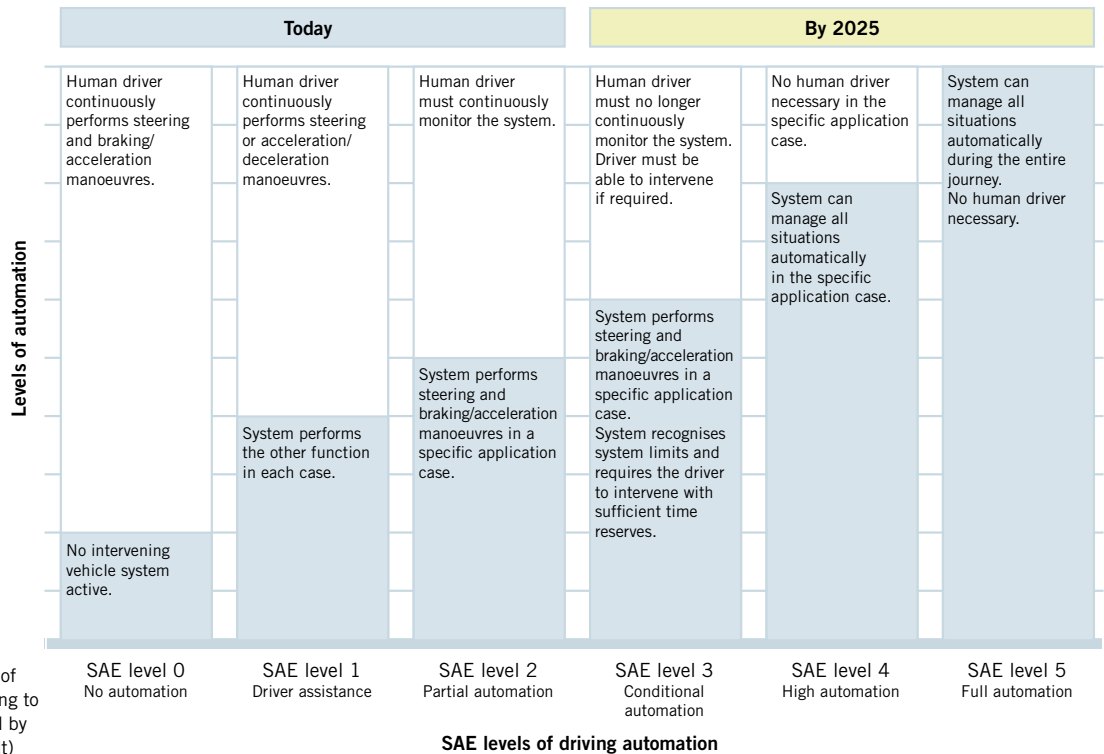 Today
By 2025
Human driver
continuously
performs steering
and braking/
acceleration
manoeuvres.
No intervening
vehicle system
active.
Human driver
continuously
performs steering
or acceleration/
deceleration
manoeuvres.
System performs
the other function
in each case.
Human driver
must continuously
monitor the system.
System performs
steering and
braking/acceleration
manoeuvres in a
specific application
case.
Human driver
must no longer
continuously
monitor the system.
Driver must be
able to intervene
if required.
System performs
steering and
braking/acceleration
manoeuvres in a
specific application
case.
System recognises
system limits and
requires the driver
to intervene with
sufficient time
reserves.
No human driver
necessary in the
specific application
case.
System can
manage all
situations
automatically
in the specific
application case.
System can
manage all
situations
automatically
during the entire
journey.
No human driver
necessary.
Levels of automation
SAE level 0
No automation
SAE level 1
Driver assistance
SAE level 2
Partial automation
SAE level 3
Conditional
automation
SAE level 4
High automation
SAE level 5
Full automation
SAE levels of driving automation
of
to
by